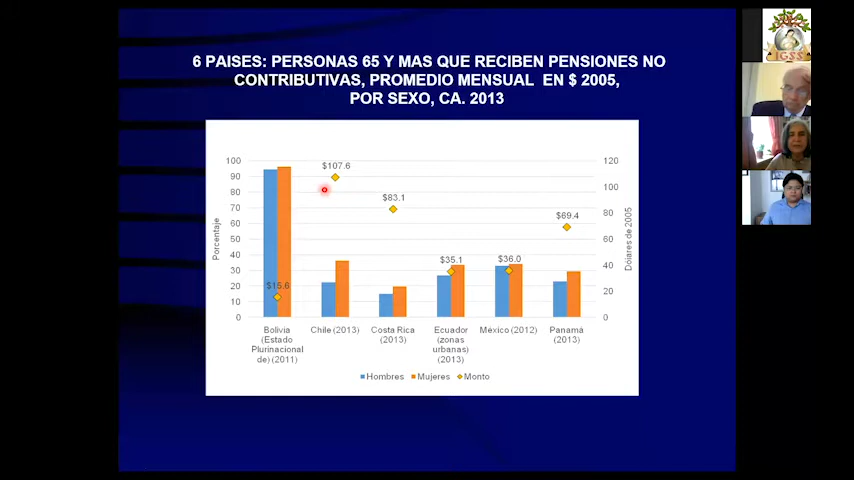 6 PAISES: PERSONAS 65 Y MAS QUE RECIBEN PENSIONES NO
CONTRIBUTIVAS, PROMEDIO MENSUAL EN $ 2005,
POR SEXO, CA. 2013
100
90
80
70
60
50
40
30
20
10
0
Porcentaje
$15.6
$107.6
$83.1
$35.1
$36.0
$69.4
120
100
80
60
40
20
0
Dólares de 2005
Bolivia
(Estado
Plurinacional
de) (2011)
Chile (2013)
Costa Rica
(2013)
Ecuador
(zonas
urbanas)
(2013)
México (2012)
Panamá
(2013)
Hombres
Mujeres
Monto
IGSS